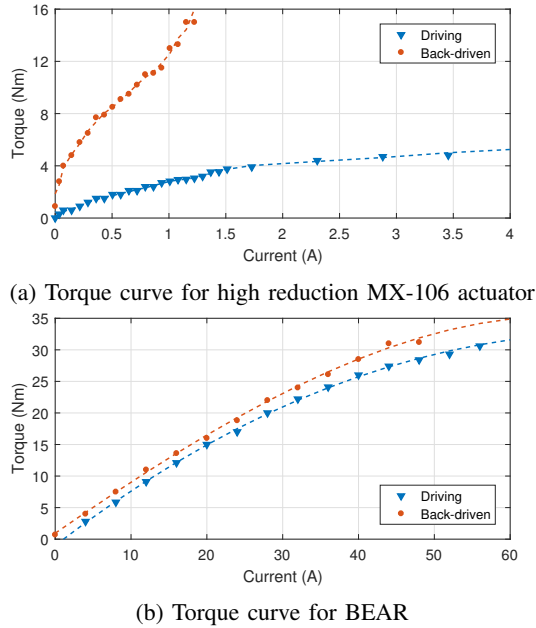 16
12
8
4
0
Torque (Nm)
Driving
Back-driven
0 0.5 1 1.5 2 2.5 3 3.5 4
Current (A)
(a) Torque curve for high reduction MX-106 actuator
35
30
25
20
15
10
5
0
Torque (Nm)
Driving
Back-driven
0 10 20 30 40 50 60
Current (A)
(b) Torque curve for BEAR